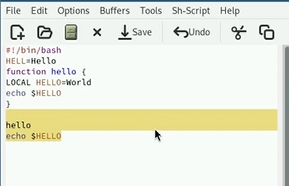 File Edit Options Buffers Tools Sh-Script Help
Save Undo
#!/bin/bash
HELL=Hello
function hello {
LOCAL HELLO=World
echo $HELLO
}
hello
echo $HELLO